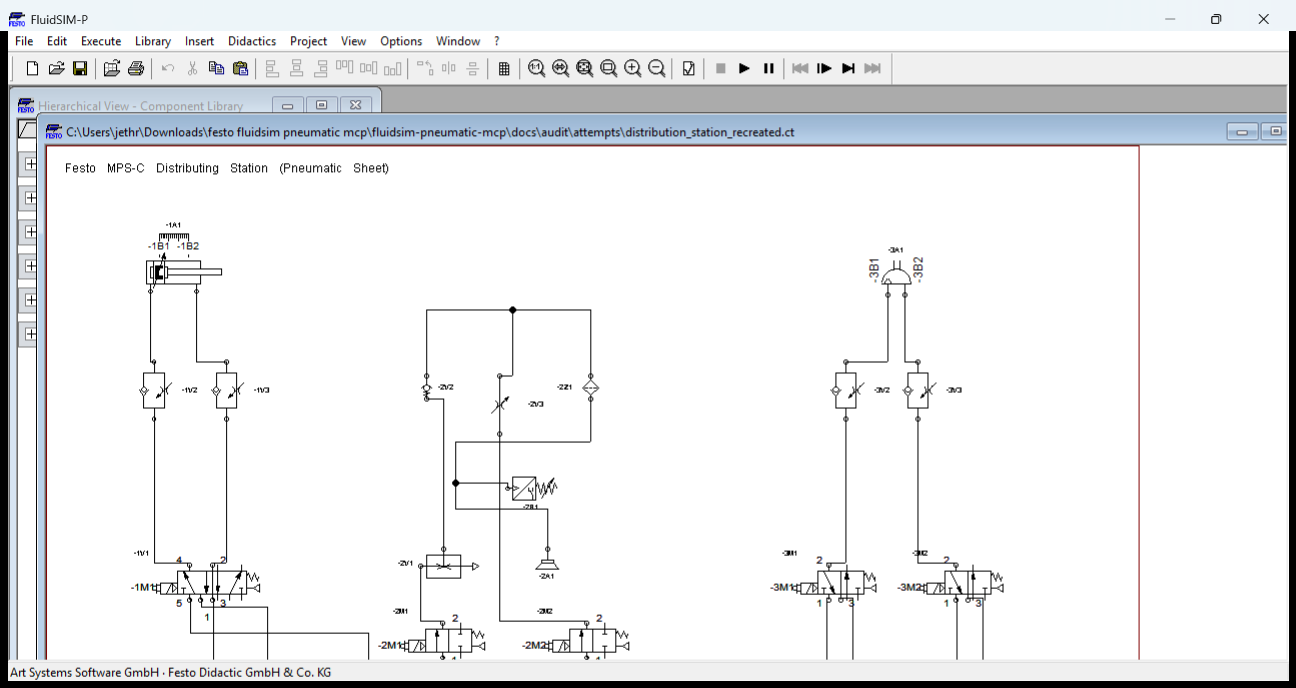 FluidSIM-P
File Edit Execute Library Insert Didactics Project View Options Window ?
Hierarchical View - Component Library
C:\Users\jethr\Downloads\festo fluidsim pneumatic mcp\fluidsim-pneumatic-mcp\docs\audit\attempts\distribution_station_recreated.ct
Festo MPS-C Distributing Station (Pneumatic Sheet)
-1A1
-1B1 -1B2
-3A1
-3B1
-3B2
-1V2
-1V3
-2V2
-2V3
-2Z1
-3V2
-3V3
-1V1
4 2
-1M1
5 3
1
-2V1
-2A1
-2M1
2
-2M1
-2M2
2
-2M2
-3M1
2
-3M1
1 3
-3M2
2
-3M2
1 3
Art Systems Software GmbH · Festo Didactic GmbH & Co. KG